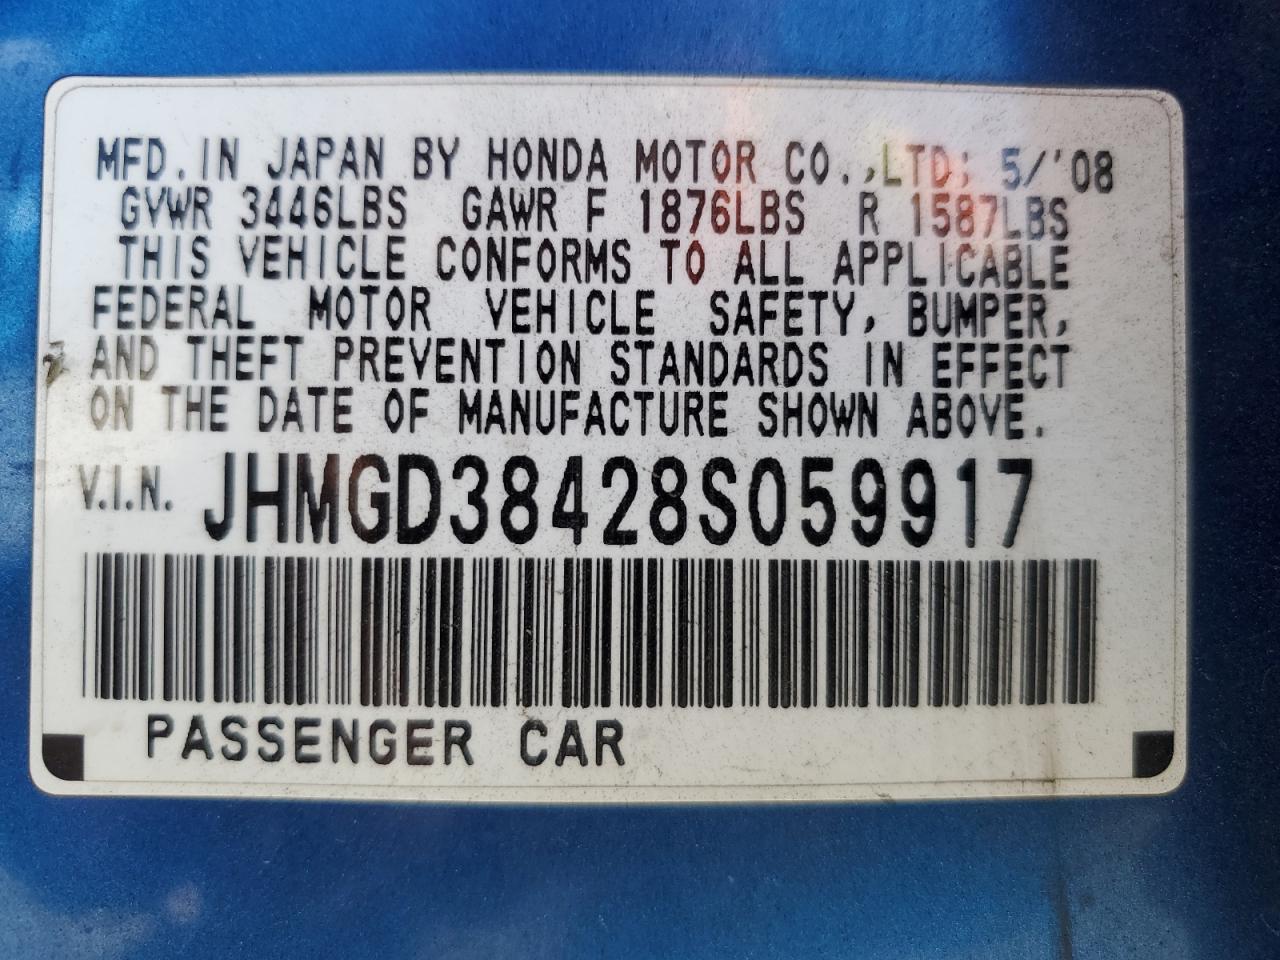 MFD. IN JAPAN BY HONDA MOTOR CO.,LTD; 5/'08
GVWR 3446LBS GAWR F 1876LBS R 1587LBS
THIS VEHICLE CONFORMS TO ALL APPLICABLE
FEDERAL MOTOR VEHICLE SAFETY, BUMPER,
AND THEFT PREVENTION STANDARDS IN EFFECT
ON THE DATE OF MANUFACTURE SHOWN ABOVE.
V.I.N. JHMGD38428S059917
PASSENGER CAR